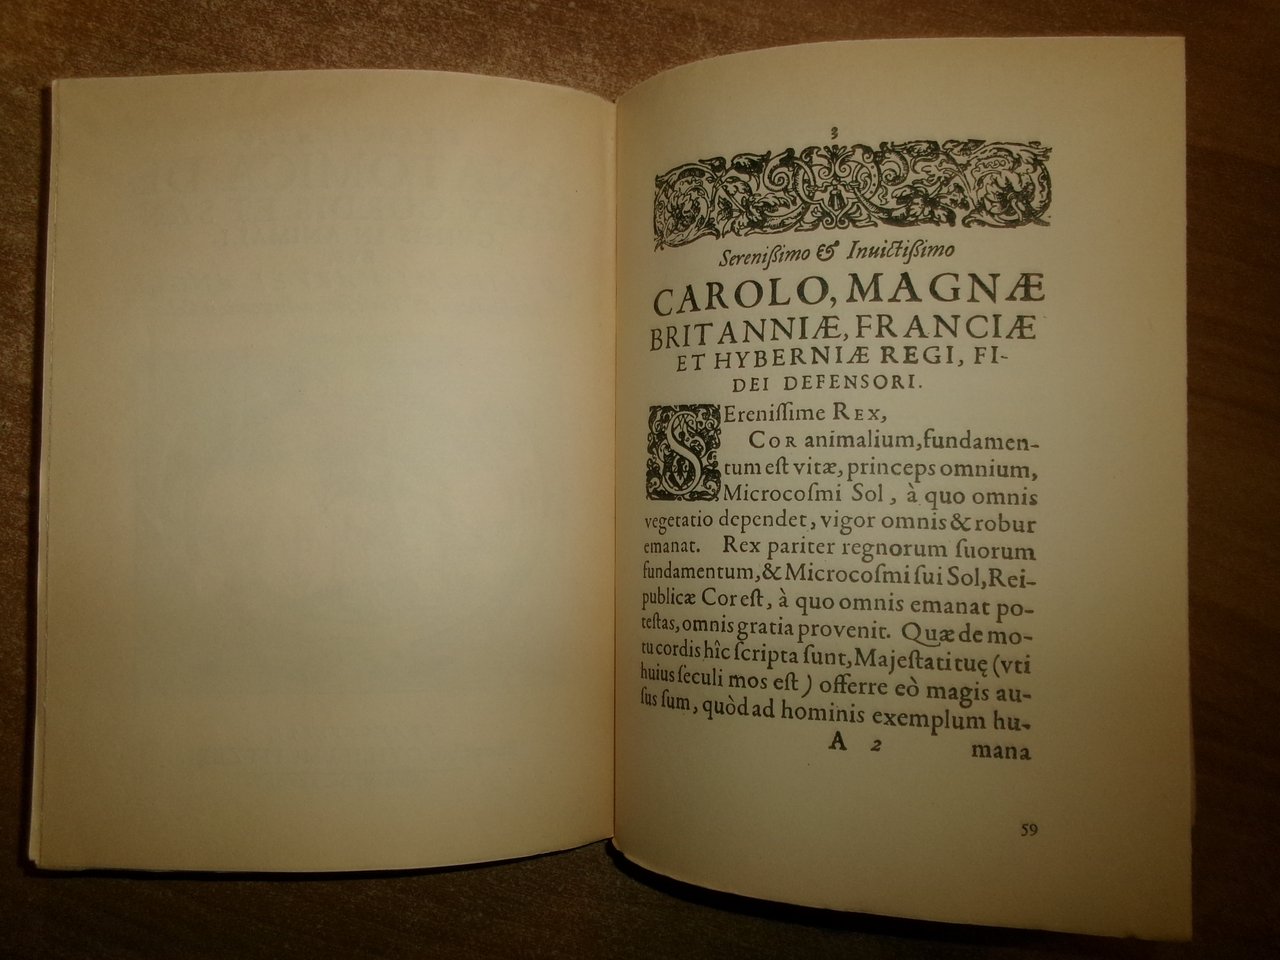 3
Sereniſſimo & Inuictiſſimo
CAROLO, MAGNÆ
BRITANNIÆ, FRANCIÆ
ET HYBERNIÆ REGI, FI-
DEI DEFENSORI.
SEreniſſime REX,
COR animalium, fundamen-
tum eſt vitæ, princeps omnium,
Microcoſmi Sol, à quo omnis
vegetatio dependet, vigor omnis & robur
emanat. Rex pariter regnorum ſuorum
fundamentum, & Microcoſmi ſui Sol, Rei-
publicæ Cor eſt, à quo omnis emanat po-
teſtas, omnis gratia provenit. Quæ de mo-
tu cordis hîc ſcripta ſunt, Majeſtati tuę (vti
huius ſeculi mos eſt) offerre eò magis au-
ſus ſum, quòd ad hominis exemplum hu-
A 2 mana
59